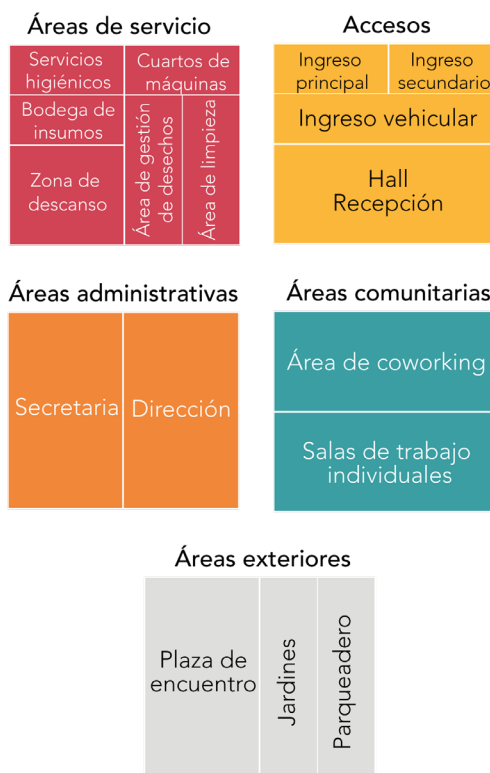 Áreas de servicio
Servicios
higiénicos
Cuartos de
máquinas
Bodega de
insumos
Zona de
descanso
Área de gestión
de desechos
Área de limpieza
Accesos
Ingreso
principal
Ingreso
secundario
Ingreso vehicular
Hall
Recepción
Áreas administrativas
Secretaria
Dirección
Áreas comunitarias
Área de coworking
Salas de trabajo
individuales
Áreas exteriores
Plaza de
encuentro
Jardines
Parqueadero